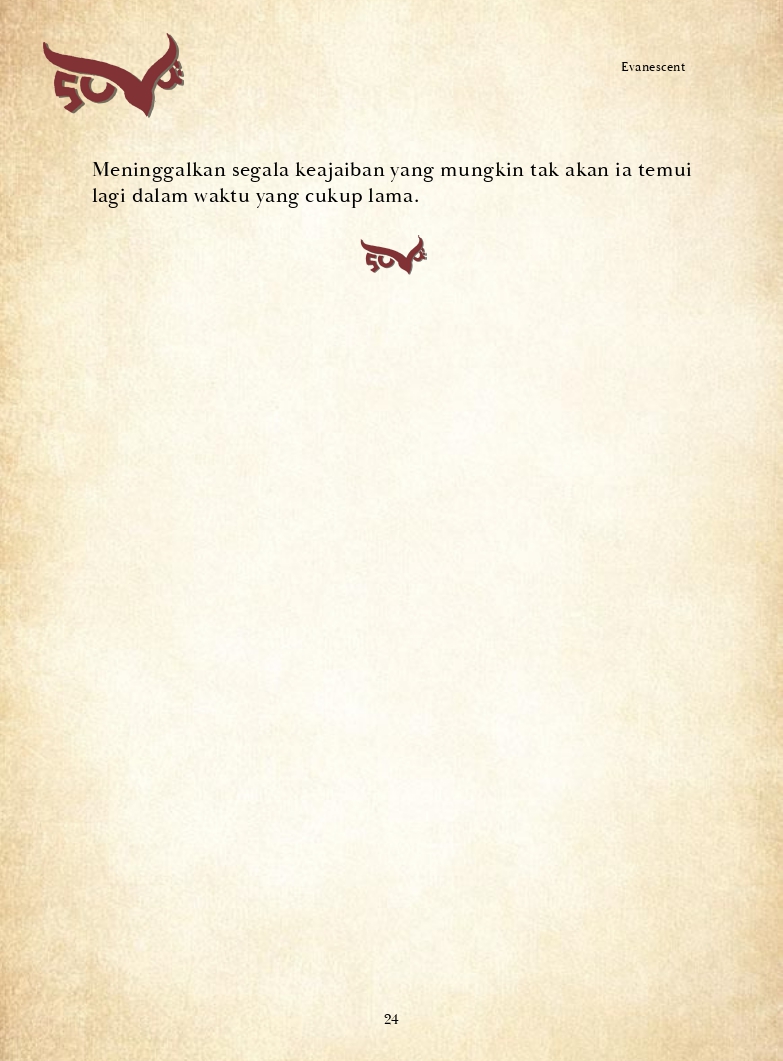 Evanescent
Meninggalkan segala keajaiban yang mungkin tak akan ia temui
lagi dalam waktu yang cukup lama.
24